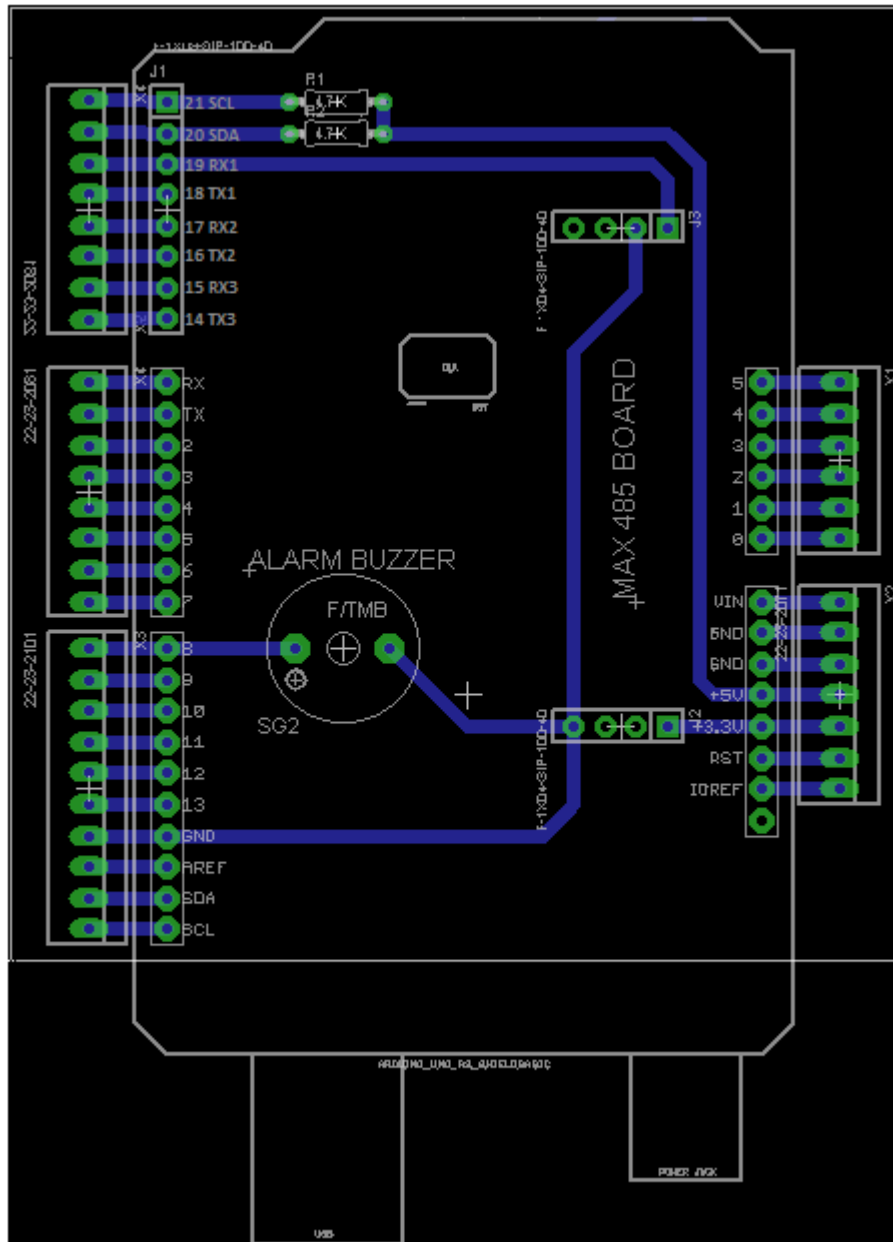 J1
R1
21 SCL
4.7K
R2
20 SDA
4.7K
19 RX1
18 TX1
17 RX2
16 TX2
15 RX3
14 TX3
J3
RX
TX
2
3
4
5
6
7
22-23-2081
MAX 485 BOARD
5
4
3
2
1
0
X1
ALARM BUZZER
F/TMB
SG2
X3
8
9
10
11
12
13
GND
AREF
SDA
SCL
22-23-2101
J2
VIN
GND
GND
+5V
+3.3V
RST
IOREF
POWER JACK
USB